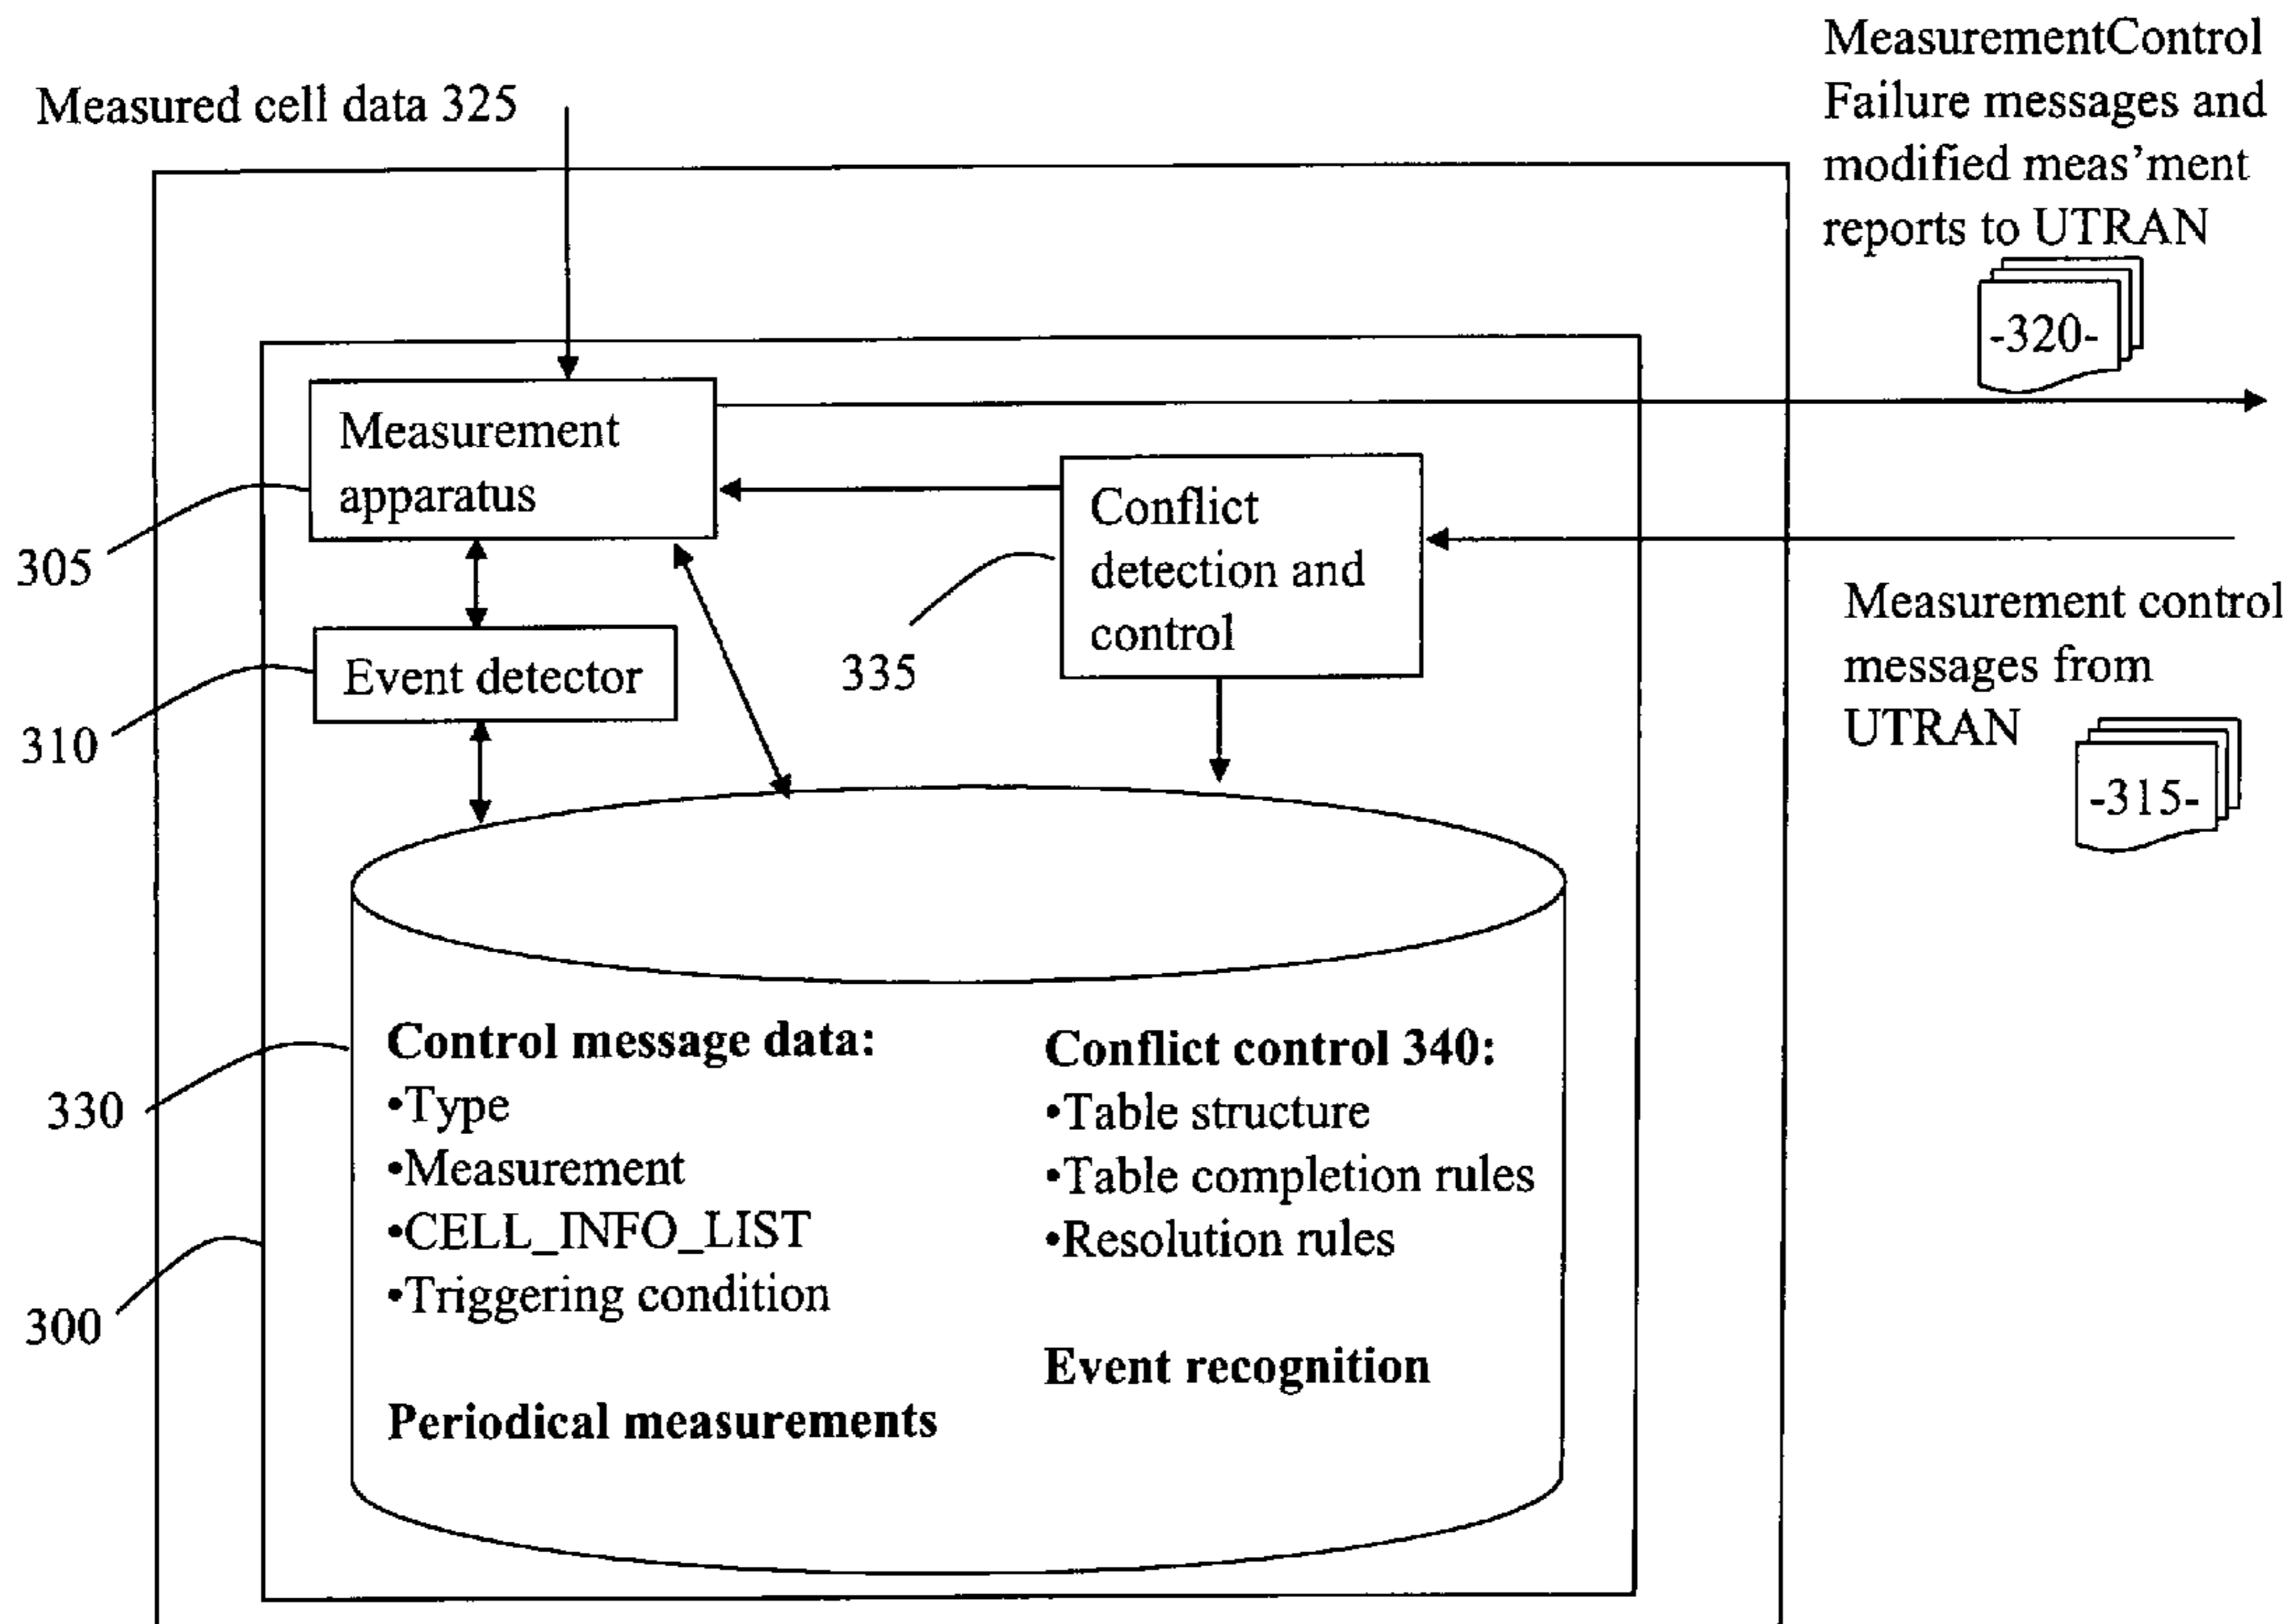 MeasurementControl
Failure messages and
modified meas'ment
reports to UTRAN
-320-
Measured cell data 325
Measurement
apparatus
305
Conflict
detection and
control
335
Event detector
310
Measurement control
messages from
UTRAN
-315-
Control message data:
•Type
•Measurement
•CELL_INFO_LIST
•Triggering condition
Periodical measurements
Conflict control 340:
•Table structure
•Table completion rules
•Resolution rules
Event recognition
330
300